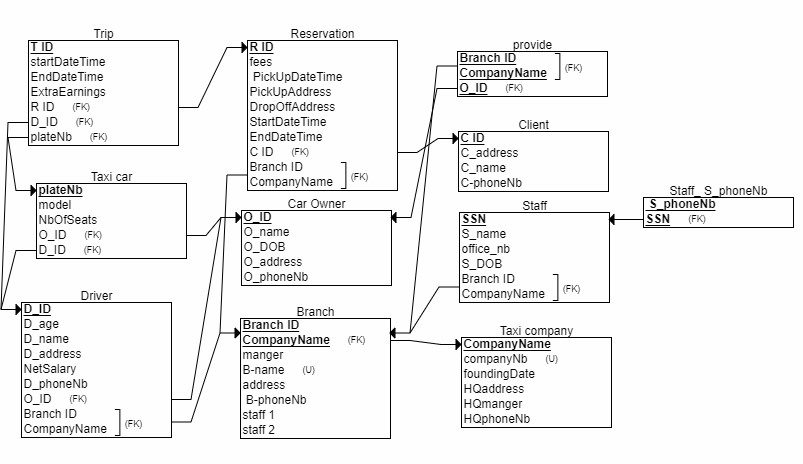 Trip
T ID
startDateTime
EndDateTime
ExtraEarnings
R ID (FK)
D_ID (FK)
plateNb (FK)
Reservation
R ID
fees
PickUpDateTime
PickUpAddress
DropOffAddress
StartDateTime
EndDateTime
C ID (FK)
Branch ID
CompanyName
(FK)
provide
Branch ID
CompanyName
(FK)
O_ID (FK)
Client
C ID
C_address
C_name
C-phoneNb
Taxi car
plateNb
model
NbOfSeats
O_ID (FK)
D_ID (FK)
Car Owner
O_ID
O_name
O_DOB
O_address
O_phoneNb
Staff
SSN
S_name
office_nb
S_DOB
Branch ID
CompanyName
(FK)
Staff_ S_phoneNb
S_phoneNb
SSN (FK)
Driver
D_ID
D_age
D_name
D_address
NetSalary
D_phoneNb
O_ID (FK)
Branch ID
CompanyName
(FK)
Branch
Branch ID
CompanyName (FK)
manger
B-name (U)
address
B-phoneNb
staff 1
staff 2
Taxi company
CompanyName
companyNb (U)
foundingDate
HQaddress
HQmanger
HQphoneNb